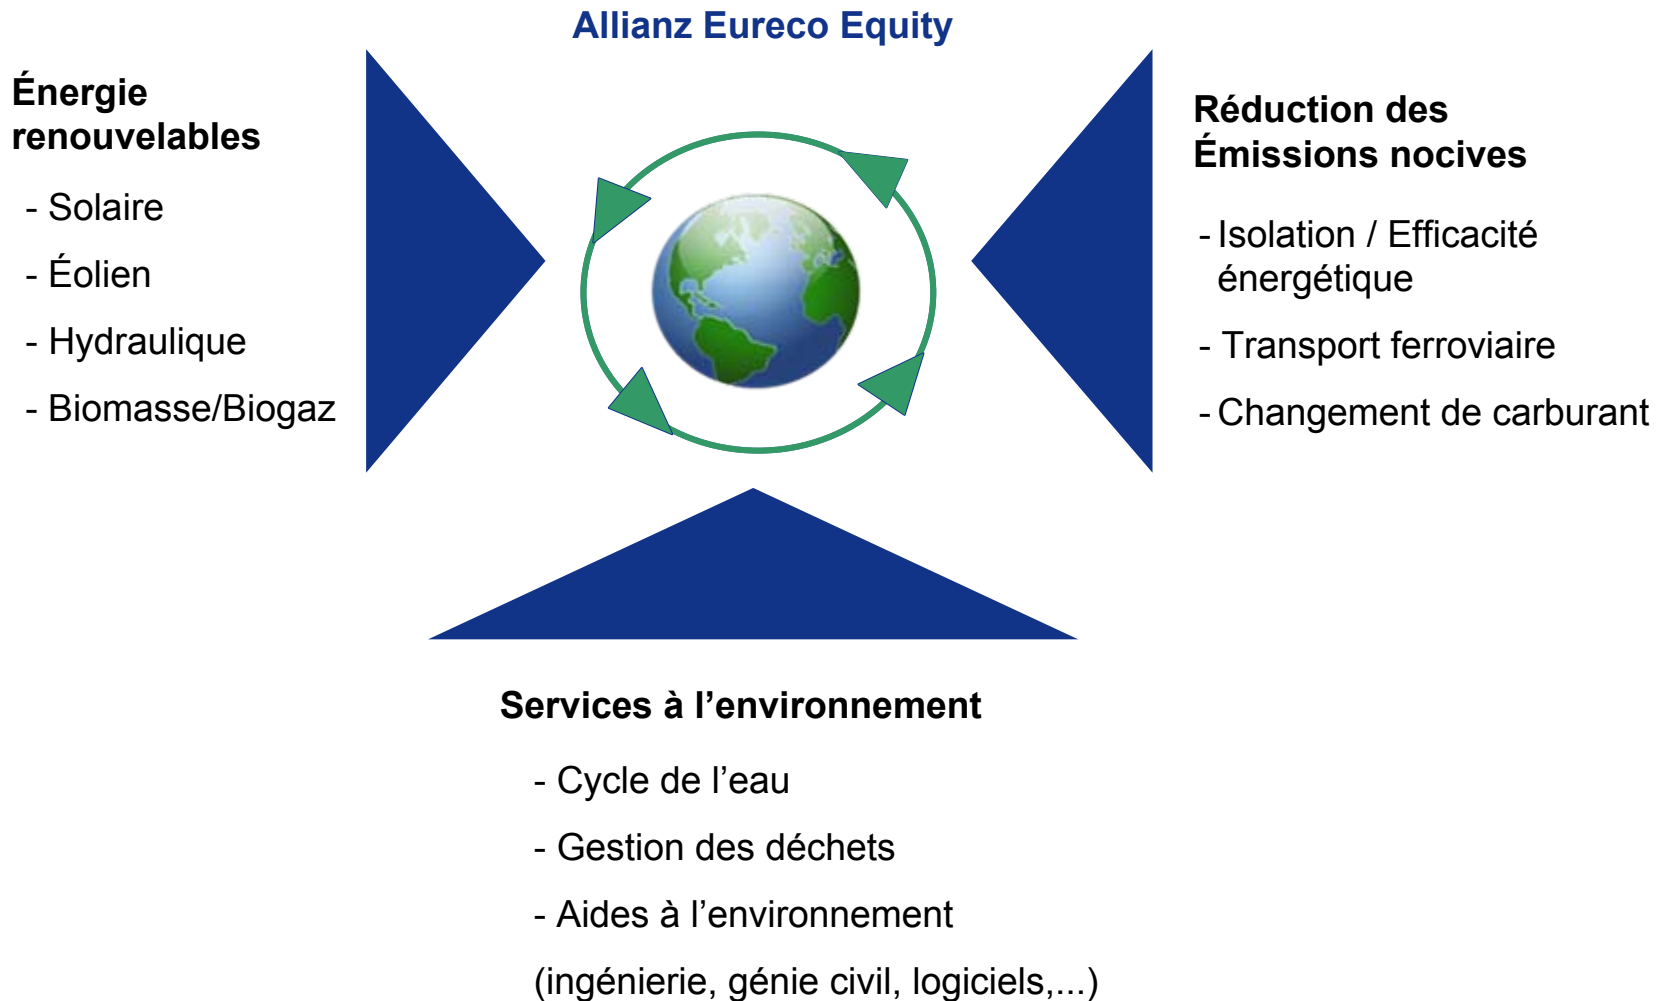 Allianz Eureco Equity
Énergie
renouvelables
- Solaire
- Éolien
- Hydraulique
- Biomasse/Biogaz
Réduction des
Émissions nocives
- Isolation / Efficacité
énergétique
- Transport ferroviaire
- Changement de carburant
Services à l’environnement
- Cycle de l’eau
- Gestion des déchets
- Aides à l’environnement
(ingénierie, génie civil, logiciels,...)